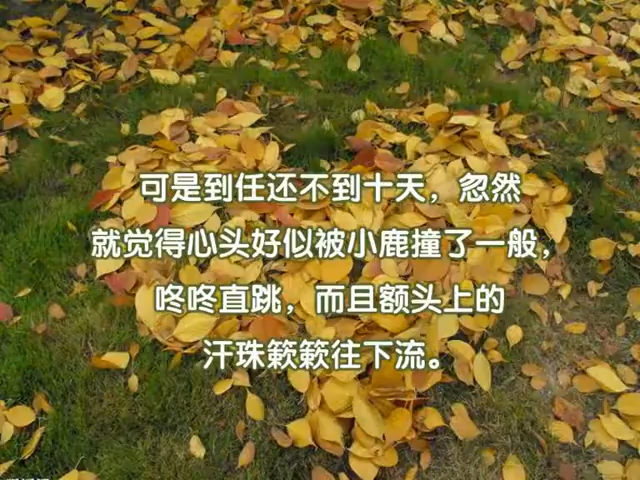 可是到任还不到十天，忽然
就觉得心头好似被小鹿撞了一般，
咚咚直跳，而且额头上的
汗珠簌簌往下流。